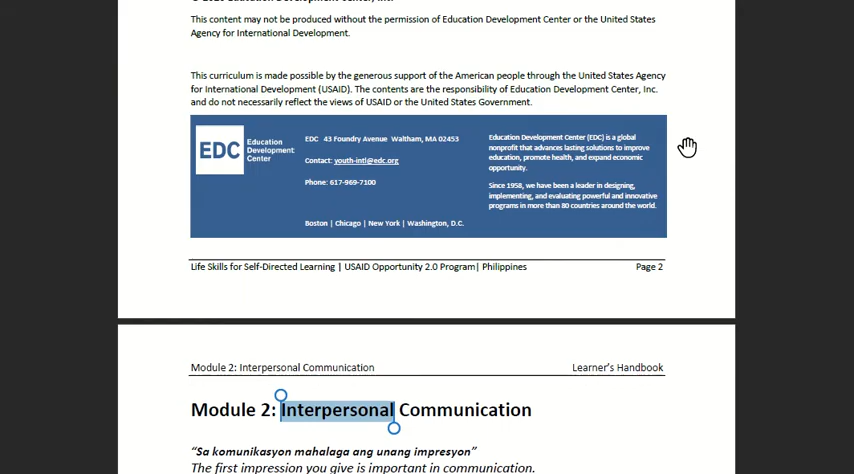 This content may not be produced without the permission of Education Development Center or the United States
Agency for International Development.
This curriculum is made possible by the generous support of the American people through the United States Agency
for International Development (USAID). The contents are the responsibility of Education Development Center, Inc.
and do not necessarily reflect the views of USAID or the United States Government.
EDC
Education
Development
Center
EDC 43 Foundry Avenue Waltham, MA 02453
Contact: youth-intl@edc.org
Phone: 617-969-7100
Boston | Chicago | New York | Washington, D.C.
Education Development Center (EDC) is a global
nonprofit that advances lasting solutions to improve
education, promote health, and expand economic
opportunity.
Since 1958, we have been a leader in designing,
implementing, and evaluating powerful and innovative
programs in more than 80 countries around the world.
Life Skills for Self-Directed Learning | USAID Opportunity 2.0 Program| Philippines Page 2
Module 2: Interpersonal Communication Learner's Handbook
Module 2: Interpersonal Communication
“Sa komunikasyon mahalaga ang unang impresyon”
The first impression you give is important in communication.